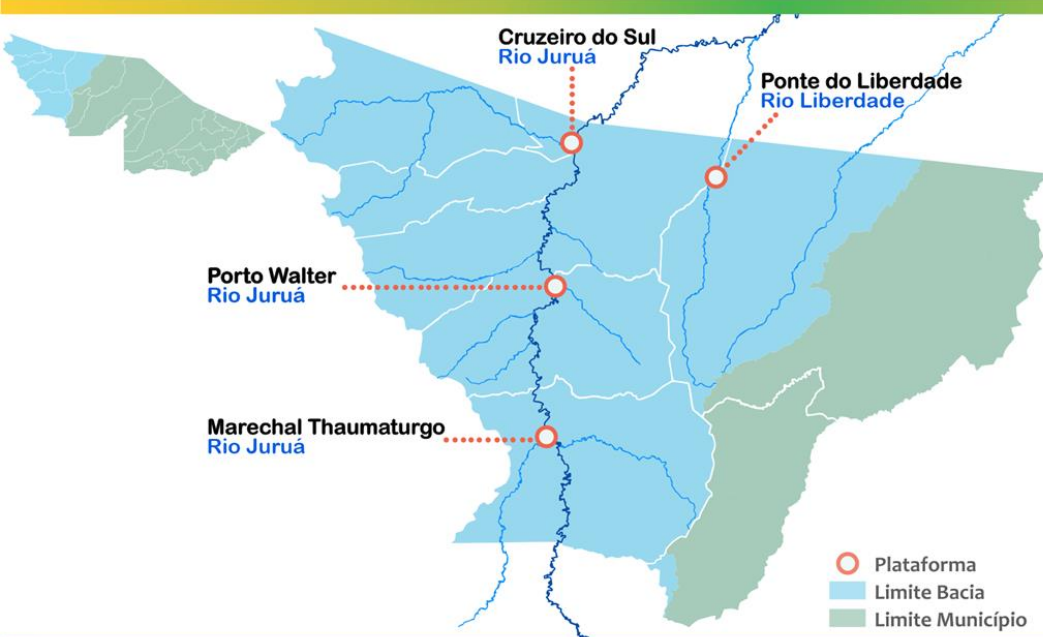 Cruzeiro do Sul
Rio Juruá
Ponte do Liberdade
Rio Liberdade
Porto Walter
Rio Juruá
Marechal Thaumaturgo
Rio Juruá
Plataforma
Limite Bacia
Limite Município